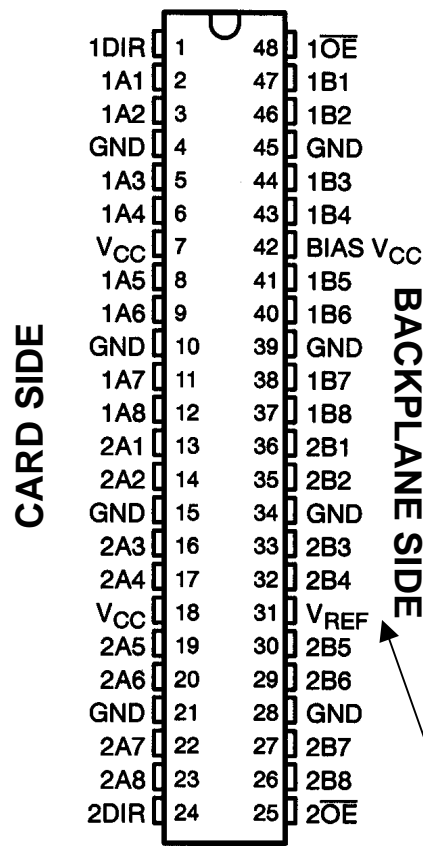 1DIR 1 48 1O̅E̅
1A1 2 47 1B1
1A2 3 46 1B2
GND 4 45 GND
1A3 5 44 1B3
1A4 6 43 1B4
VCC 7 42 BIAS VCC
1A5 8 41 1B5
1A6 9 40 1B6
GND 10 39 GND
1A7 11 38 1B7
1A8 12 37 1B8
2A1 13 36 2B1
2A2 14 35 2B2
GND 15 34 GND
2A3 16 33 2B3
2A4 17 32 2B4
VCC 18 31 VREF
2A5 19 30 2B5
2A6 20 29 2B6
GND 21 28 GND
2A7 22 27 2B7
2A8 23 26 2B8
2DIR 24 25 2O̅E̅
CARD SIDE
BACKPLANE SIDE